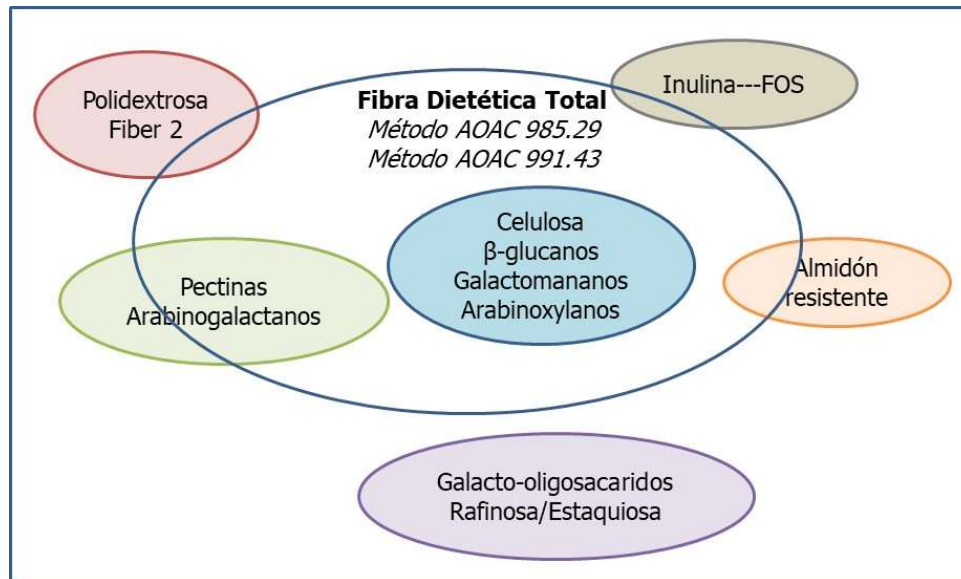 Polidextrosa
Fiber 2
Fibra Dietética Total
Método AOAC 985.29
Método AOAC 991.43
Inulina---FOS
Celulosa
β-glucanos
Galactomananos
Arabinoxylanos
Pectinas
Arabinogalactanos
Almidón
resistente
Galacto-oligosacaridos
Rafinosa/Estaquiosa